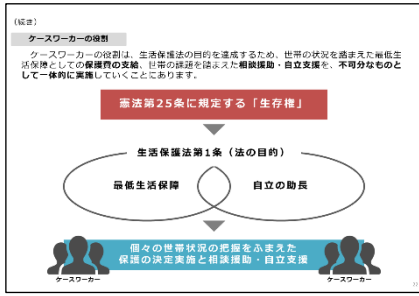 (続き)
ケースワーカーの役割
ケースワーカーの役割は、生活保護法の目的を達成するため、世帯の状況を踏まえた最低生
活保障としての保護費の支給、世帯の課題を踏まえた相談援助・自立支援を、不可分なものと
して一体的に実施していくことにあります。
憲法第25条に規定する「生存権」
生活保護法第1条（法の目的）
最低生活保障
自立の助長
個々の世帯状況の把握をふまえた
保護の決定実施と相談援助・自立支援
ケースワーカー
ケースワーカー